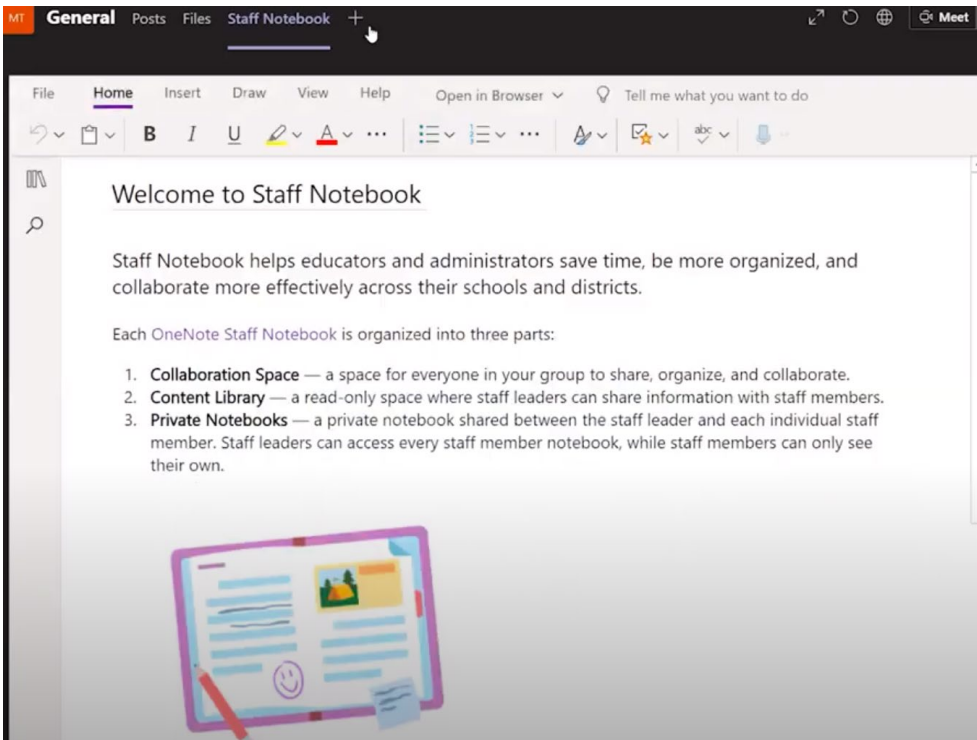 MT General Posts Files Staff Notebook + Meet
File Home Insert Draw View Help Open in Browser Tell me what you want to do
B I U A abc
Welcome to Staff Notebook
Staff Notebook helps educators and administrators save time, be more organized, and
collaborate more effectively across their schools and districts.
Each OneNote Staff Notebook is organized into three parts:
1. Collaboration Space — a space for everyone in your group to share, organize, and collaborate.
2. Content Library — a read-only space where staff leaders can share information with staff members.
3. Private Notebooks — a private notebook shared between the staff leader and each individual staff
member. Staff leaders can access every staff member notebook, while staff members can only see
their own.